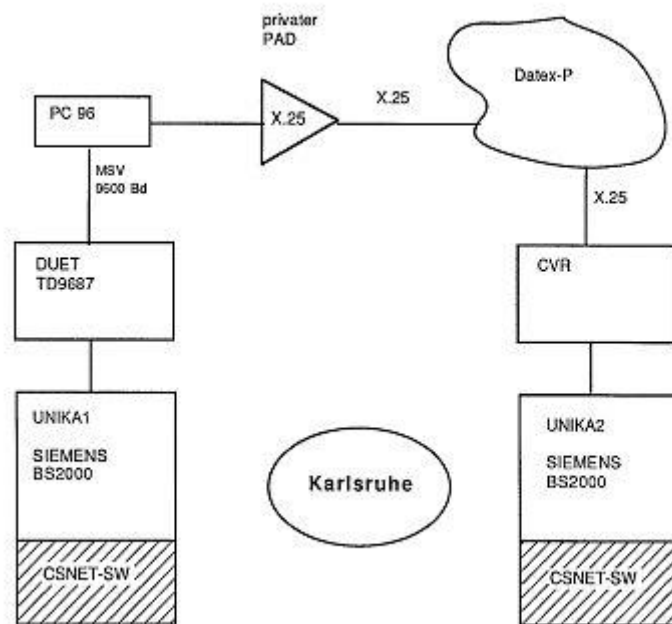 privater
PAD
Datex-P
PC 96
X.25
X.25
MSV
9600 Bd
X.25
DUET
TD9687
CVR
UNIKA1
SIEMENS
BS2000
Karlsruhe
UNIKA2
SIEMENS
BS2000
CSNET-SW
CSNET-SW